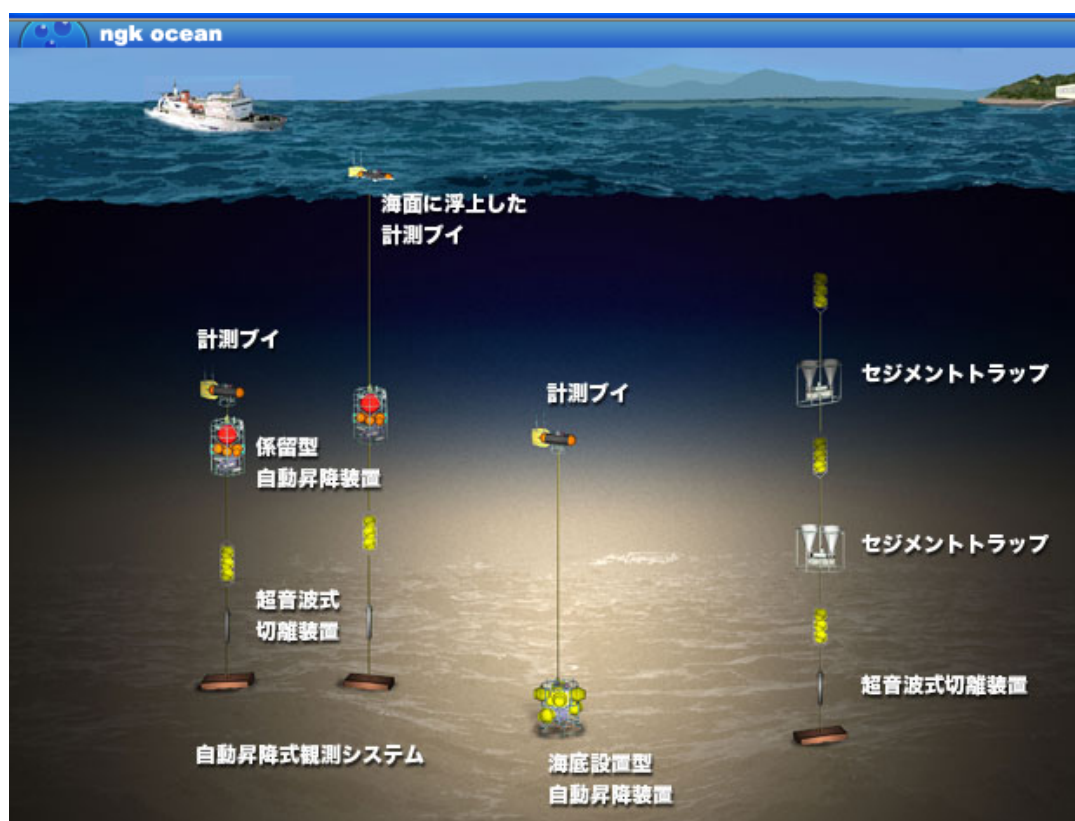 ngk ocean
海面に浮上した
計測ブイ
計測ブイ
係留型
自動昇降装置
超音波式
切離装置
自動昇降式観測システム
計測ブイ
海底設置型
自動昇降装置
セジメントトラップ
セジメントトラップ
超音波式切離装置